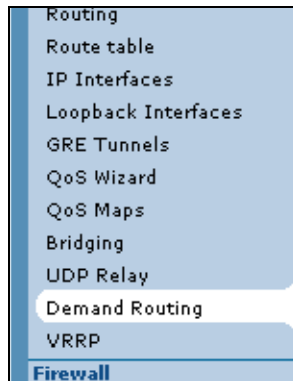 Routing
Route table
IP Interfaces
Loopback Interfaces
GRE Tunnels
QoS Wizard
QoS Maps
Bridging
UDP Relay
Demand Routing
VRRP
Firewall